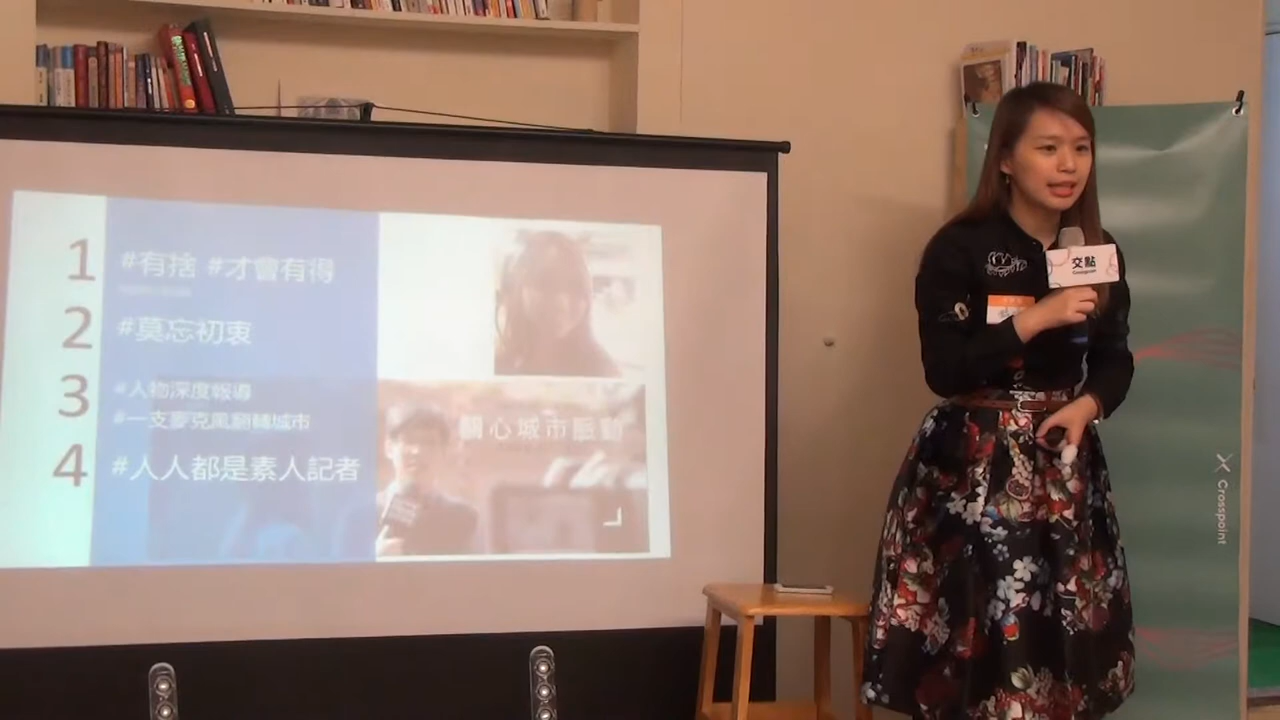 1
#有捨 #才會有得
2
#莫忘初衷
3
#人物深度報導
#一支麥克風翻轉城市
4
#人人都是素人記者
關心城市脈動
交點
Crosspoint
Crosspoint